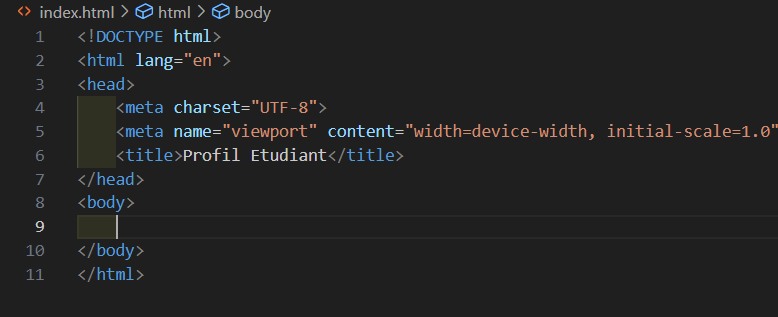 index.html > html > body
1 <!DOCTYPE html>
2 <html lang="en">
3 <head>
4 <meta charset="UTF-8">
5 <meta name="viewport" content="width=device-width, initial-scale=1.0"
6 <title>Profil Etudiant</title>
7 </head>
8 <body>
9
10 </body>
11 </html>